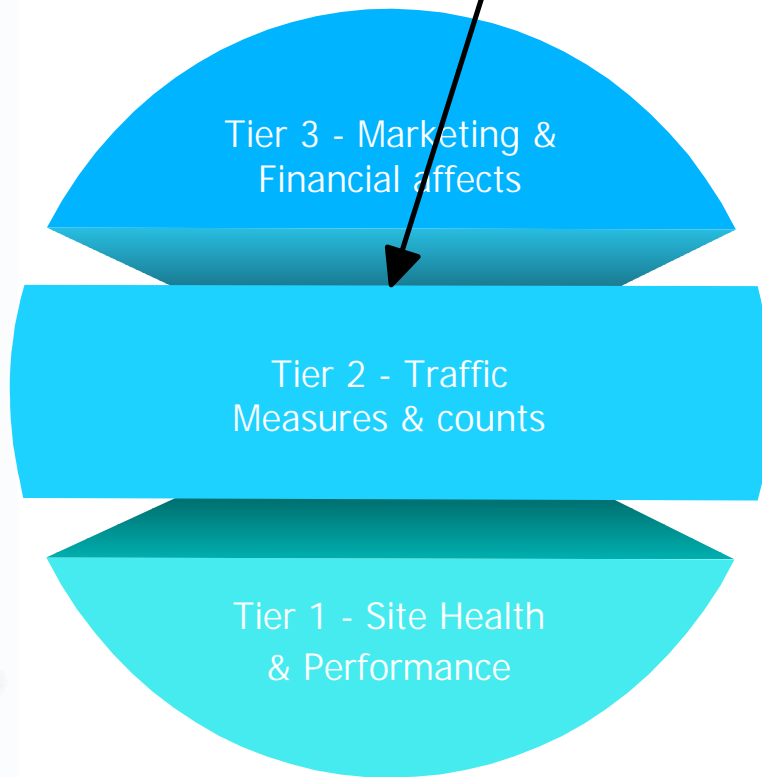 Tier 3 - Marketing &
Financial affects
Tier 2 - Traffic
Measures & counts
Tier 1 - Site Health
& Performance